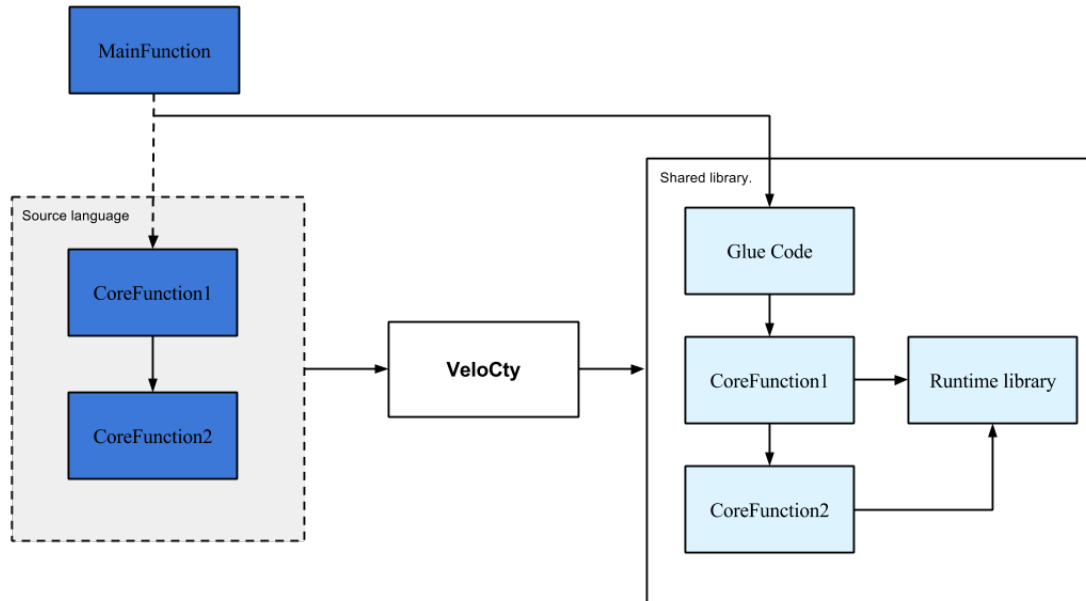 MainFunction
Source language
CoreFunction1
CoreFunction2
VeloCty
Shared library.
Glue Code
CoreFunction1
Runtime library
CoreFunction2